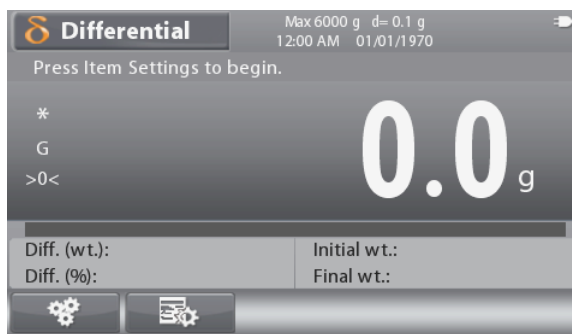 δ Differential
Max 6000 g d= 0.1 g
12:00 AM 01/01/1970
Press Item Settings to begin.
*
G
>0<
0.0 g
Diff. (wt.):
Initial wt.:
Diff. (%):
Final wt.: